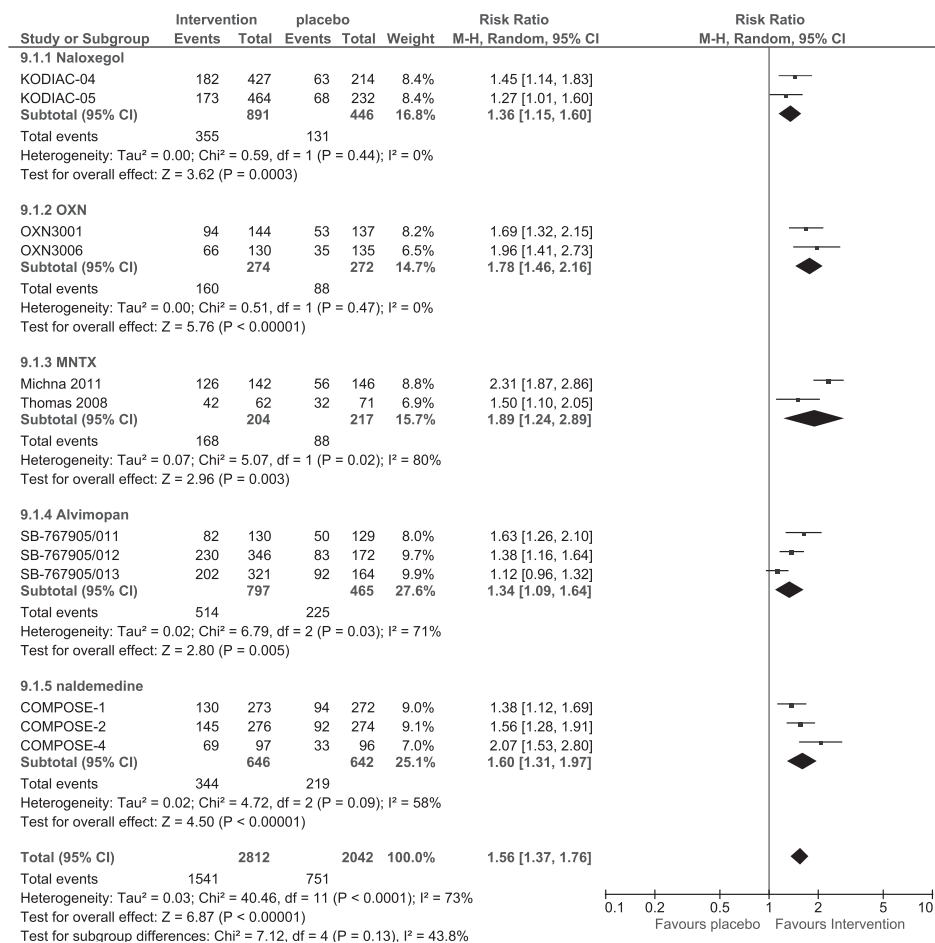 Intervention placebo Risk Ratio Risk Ratio
Study or Subgroup Events Total Events Total Weight M-H, Random, 95% CI M-H, Random, 95% CI
9.1.1 Naloxegol
KODIAC-04 182 427 63 214 8.4% 1.45 [1.14, 1.83]
KODIAC-05 173 464 68 232 8.4% 1.27 [1.01, 1.60]
Subtotal (95% CI) 891 446 16.8% 1.36 [1.15, 1.60]
Total events 355 131
Heterogeneity: Tau² = 0.00; Chi² = 0.59, df = 1 (P = 0.44); I² = 0%
Test for overall effect: Z = 3.62 (P = 0.0003)
9.1.2 OXN
OXN3001 94 144 53 137 8.2% 1.69 [1.32, 2.15]
OXN3006 66 130 35 135 6.5% 1.96 [1.41, 2.73]
Subtotal (95% CI) 274 272 14.7% 1.78 [1.46, 2.16]
Total events 160 88
Heterogeneity: Tau² = 0.00; Chi² = 0.51, df = 1 (P = 0.47); I² = 0%
Test for overall effect: Z = 5.76 (P < 0.00001)
9.1.3 MNTX
Michna 2011 126 142 56 146 8.8% 2.31 [1.87, 2.86]
Thomas 2008 42 62 32 71 6.9% 1.50 [1.10, 2.05]
Subtotal (95% CI) 204 217 15.7% 1.89 [1.24, 2.89]
Total events 168 88
Heterogeneity: Tau² = 0.07; Chi² = 5.07, df = 1 (P = 0.02); I² = 80%
Test for overall effect: Z = 2.96 (P = 0.003)
9.1.4 Alvimopan
SB-767905/011 82 130 50 129 8.0% 1.63 [1.26, 2.10]
SB-767905/012 230 346 83 172 9.7% 1.38 [1.16, 1.64]
SB-767905/013 202 321 92 164 9.9% 1.12 [0.96, 1.32]
Subtotal (95% CI) 797 465 27.6% 1.34 [1.09, 1.64]
Total events 514 225
Heterogeneity: Tau² = 0.02; Chi² = 6.79, df = 2 (P = 0.03); I² = 71%
Test for overall effect: Z = 2.80 (P = 0.005)
9.1.5 naldemedine
COMPOSE-1 130 273 94 272 9.0% 1.38 [1.12, 1.69]
COMPOSE-2 145 276 92 274 9.1% 1.56 [1.28, 1.91]
COMPOSE-4 69 97 33 96 7.0% 2.07 [1.53, 2.80]
Subtotal (95% CI) 646 642 25.1% 1.60 [1.31, 1.97]
Total events 344 219
Heterogeneity: Tau² = 0.02; Chi² = 4.72, df = 2 (P = 0.09); I² = 58%
Test for overall effect: Z = 4.50 (P < 0.00001)
Total (95% CI) 2812 2042 100.0% 1.56 [1.37, 1.76]
Total events 1541 751
Heterogeneity: Tau² = 0.03; Chi² = 40.46, df = 11 (P < 0.0001); I² = 73%
0.1 0.2 0.5 1 2 5 10
Test for overall effect: Z = 6.87 (P < 0.00001)
Favours placebo Favours Intervention
Test for subgroup differences: Chi² = 7.12, df = 4 (P = 0.13), I² = 43.8%